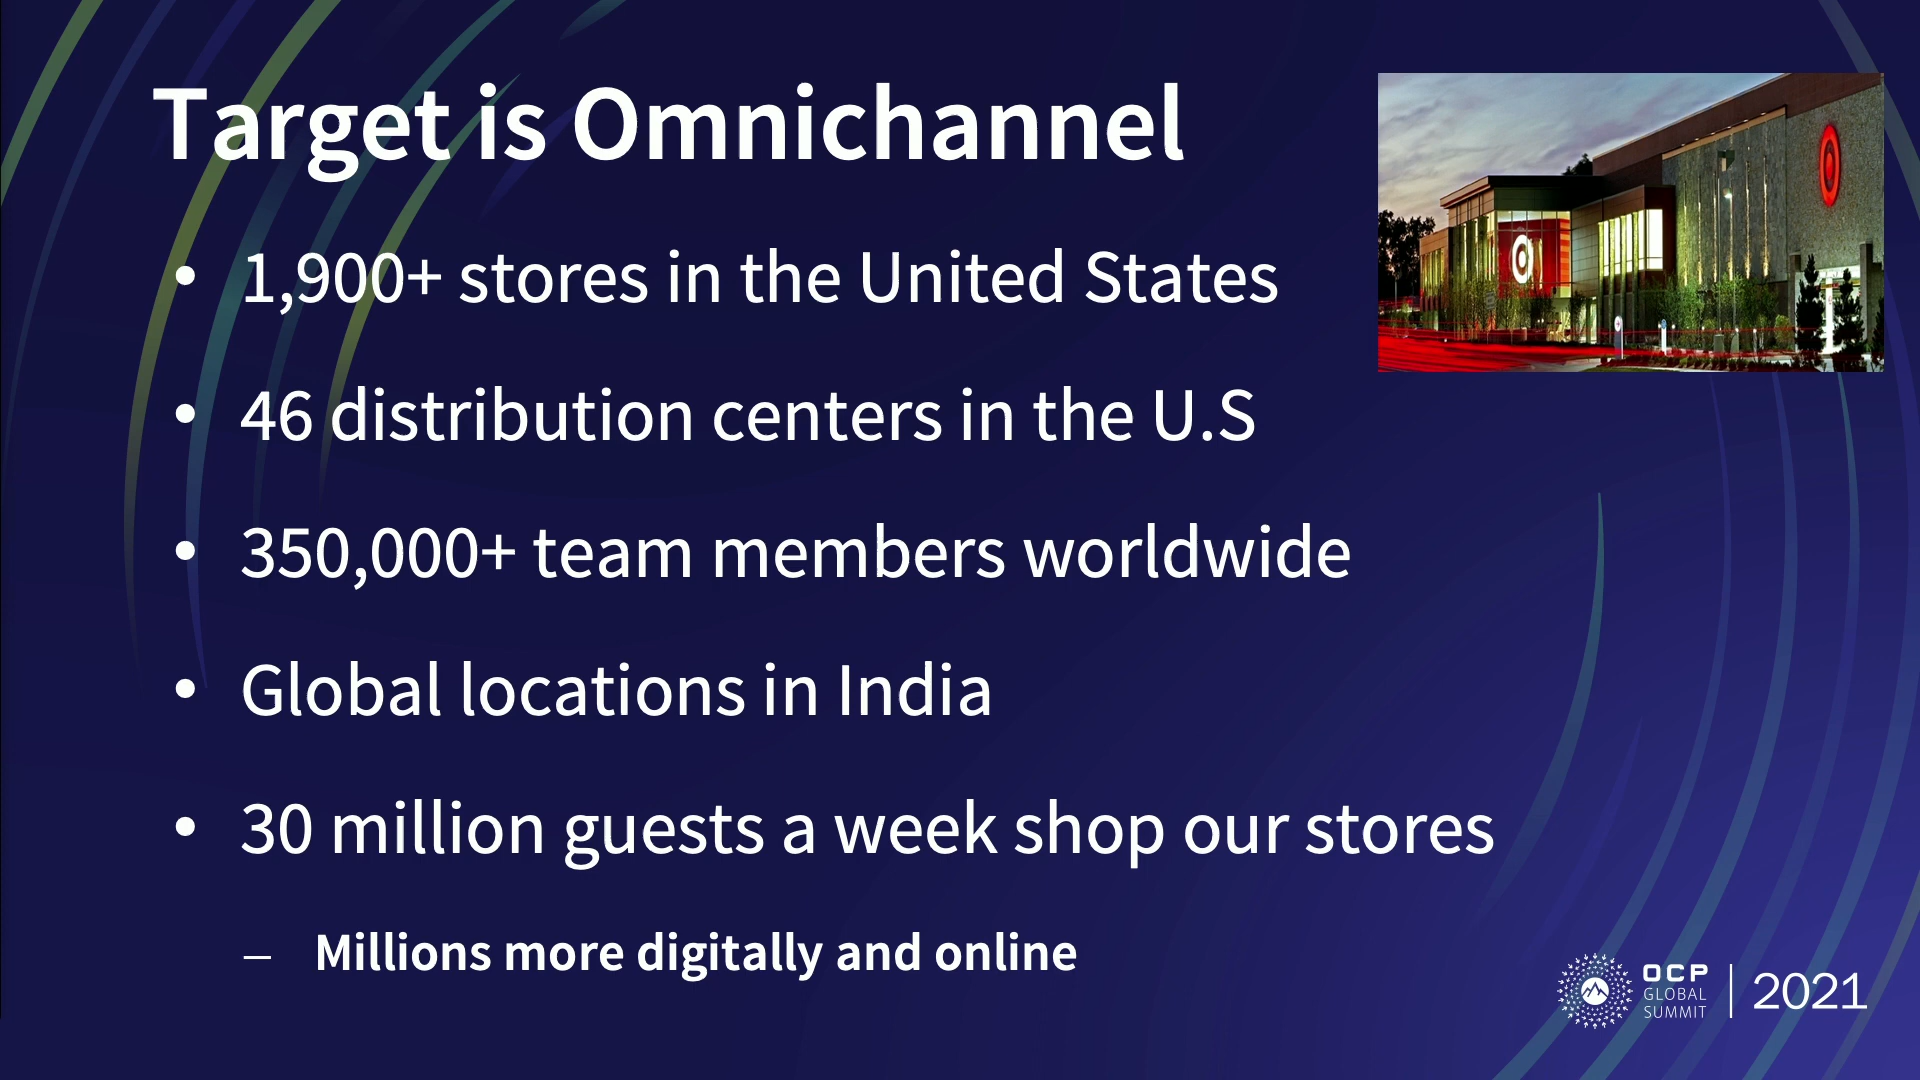 Target is Omnichannel
• 1,900+ stores in the United States
• 46 distribution centers in the U.S
• 350,000+ team members worldwide
• Global locations in India
• 30 million guests a week shop our stores
– Millions more digitally and online
OCP
GLOBAL
SUMMIT
2021